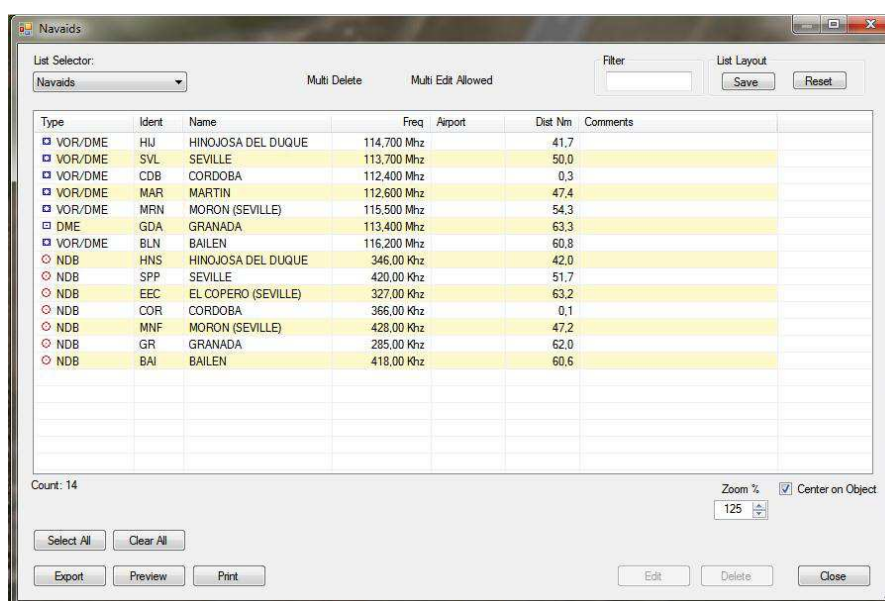 Navaids
List Selector:
Filter
List Layout
Navaids Multi Delete Multi Edit Allowed Save Reset
Type Ident Name Freq Airport Dist Nm Comments
VOR/DME HIJ HINOJOSA DEL DUQUE 114,700 Mhz 41,7
VOR/DME SVL SEVILLE 113,700 Mhz 50,0
VOR/DME CDB CORDOBA 112,400 Mhz 0,3
VOR/DME MAR MARTIN 112,600 Mhz 47,4
VOR/DME MRN MORON (SEVILLE) 115,500 Mhz 54,3
DME GDA GRANADA 113,400 Mhz 63,3
VOR/DME BLN BAILEN 116,200 Mhz 60,8
NDB HNS HINOJOSA DEL DUQUE 346,00 Khz 42,0
NDB SPP SEVILLE 420,00 Khz 51,7
NDB EEC EL COPERO (SEVILLE) 327,00 Khz 63,2
NDB COR CORDOBA 366,00 Khz 0,1
NDB MNF MORON (SEVILLE) 428,00 Khz 47,2
NDB GR GRANADA 285,00 Khz 62,0
NDB BAI BAILEN 418,00 Khz 60,6
Count: 14
Zoom % Center on Object
125
Select All Clear All
Export Preview Print Edit Delete Close